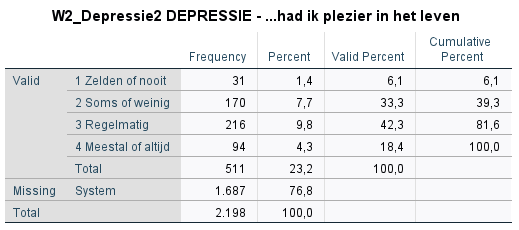 W2_Depressie2 DEPRESSIE - ...had ik plezier in het leven
Frequency Percent Valid Percent Cumulative Percent
Valid 1 Zelden of nooit 31 1,4 6,1 6,1
2 Soms of weinig 170 7,7 33,3 39,3
3 Regelmatig 216 9,8 42,3 81,6
4 Meestal of altijd 94 4,3 18,4 100,0
Total 511 23,2 100,0
Missing System 1.687 76,8
Total 2.198 100,0